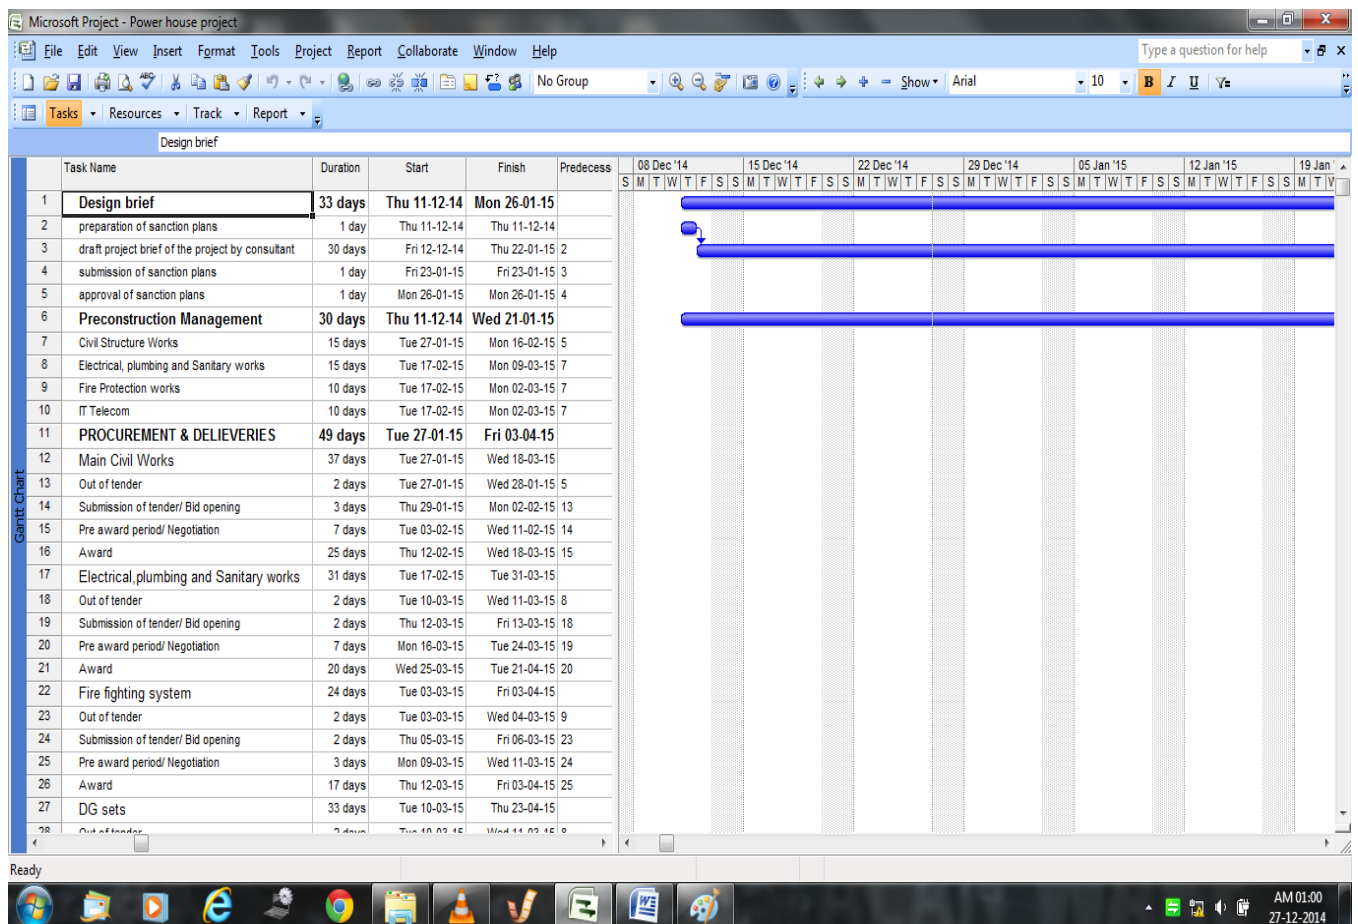 Microsoft Project - Power house project
File Edit View Insert Format Tools Project Report Collaborate Window Help
Type a question for help
No Group Show Arial 10 B I U
Tasks Resources Track Report
Design brief
Task Name Duration Start Finish Predecess
08 Dec '14 15 Dec '14 22 Dec '14 29 Dec '14 05 Jan '15 12 Jan '15 19 Jan '
S M T W T F S S M T W T F S S M T W T F S S M T W T F S S M T W T F S S M T W T F S S M T W
1 Design brief 33 days Thu 11-12-14 Mon 26-01-15
2 preparation of sanction plans 1 day Thu 11-12-14 Thu 11-12-14
3 draft project brief of the project by consultant 30 days Fri 12-12-14 Thu 22-01-15 2
4 submission of sanction plans 1 day Fri 23-01-15 Fri 23-01-15 3
5 approval of sanction plans 1 day Mon 26-01-15 Mon 26-01-15 4
6 Preconstruction Management 30 days Thu 11-12-14 Wed 21-01-15
7 Civil Structure Works 15 days Tue 27-01-15 Mon 16-02-15 5
8 Electrical, plumbing and Sanitary works 15 days Tue 17-02-15 Mon 09-03-15 7
9 Fire Protection works 10 days Tue 17-02-15 Mon 02-03-15 7
10 IT Telecom 10 days Tue 17-02-15 Mon 02-03-15 7
11 PROCUREMENT & DELIEVERIES 49 days Tue 27-01-15 Fri 03-04-15
12 Main Civil Works 37 days Tue 27-01-15 Wed 18-03-15
13 Out of tender 2 days Tue 27-01-15 Wed 28-01-15 5
14 Submission of tender/ Bid opening 3 days Thu 29-01-15 Mon 02-02-15 13
15 Pre award period/ Negotiation 7 days Tue 03-02-15 Wed 11-02-15 14
16 Award 25 days Thu 12-02-15 Wed 18-03-15 15
17 Electrical,plumbing and Sanitary works 31 days Tue 17-02-15 Tue 31-03-15
18 Out of tender 2 days Tue 10-03-15 Wed 11-03-15 8
19 Submission of tender/ Bid opening 2 days Thu 12-03-15 Fri 13-03-15 18
20 Pre award period/ Negotiation 7 days Mon 16-03-15 Tue 24-03-15 19
21 Award 20 days Wed 25-03-15 Tue 21-04-15 20
22 Fire fighting system 24 days Tue 03-03-15 Fri 03-04-15
23 Out of tender 2 days Tue 03-03-15 Wed 04-03-15 9
24 Submission of tender/ Bid opening 2 days Thu 05-03-15 Fri 06-03-15 23
25 Pre award period/ Negotiation 3 days Mon 09-03-15 Wed 11-03-15 24
26 Award 17 days Thu 12-03-15 Fri 03-04-15 25
27 DG sets 33 days Tue 10-03-15 Thu 23-04-15
28 Out of tender 2 days Tue 10-03-15 Wed 11-03-15 8
Gantt Chart
Ready
AM 01:00
27-12-2014